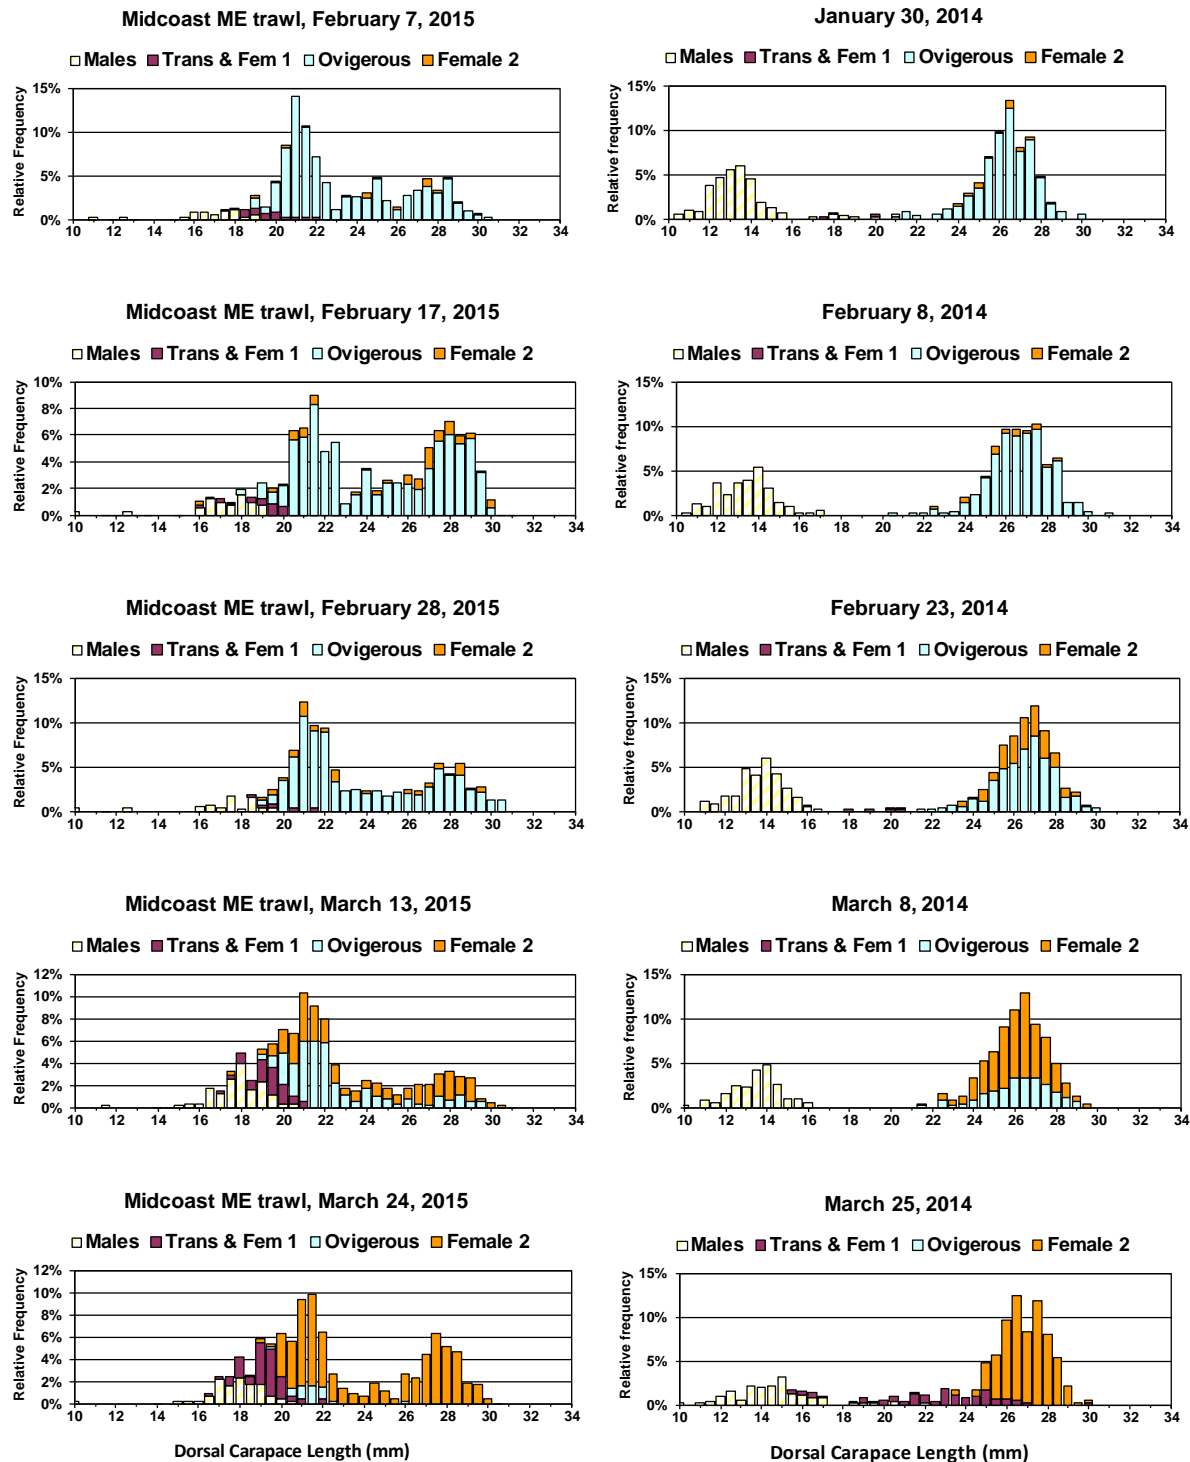 Midcoast ME trawl, February 7, 2015
Males Trans & Fem 1 Ovigerous Female 2
Relative Frequency
15%
10%
5%
0%
10 12 14 16 18 20 22 24 26 28 30 32 34
January 30, 2014
Males Trans & Fem 1 Ovigerous Female 2
Relative frequency
15%
10%
5%
0%
10 12 14 16 18 20 22 24 26 28 30 32 34
Midcoast ME trawl, February 17, 2015
Males Trans & Fem 1 Ovigerous Female 2
Relative Frequency
10%
8%
6%
4%
2%
0%
10 12 14 16 18 20 22 24 26 28 30 32 34
February 8, 2014
Males Trans & Fem 1 Ovigerous Female 2
Relative frequency
15%
10%
5%
0%
10 12 14 16 18 20 22 24 26 28 30 32 34
Midcoast ME trawl, February 28, 2015
Males Trans & Fem 1 Ovigerous Female 2
Relative Frequency
15%
10%
5%
0%
10 12 14 16 18 20 22 24 26 28 30 32 34
February 23, 2014
Males Trans & Fem 1 Ovigerous Female 2
Relative frequency
15%
10%
5%
0%
10 12 14 16 18 20 22 24 26 28 30 32 34
Midcoast ME trawl, March 13, 2015
Males Trans & Fem 1 Ovigerous Female 2
Relative Frequency
12%
10%
8%
6%
4%
2%
0%
10 12 14 16 18 20 22 24 26 28 30 32 34
March 8, 2014
Males Trans & Fem 1 Ovigerous Female 2
Relative frequency
15%
10%
5%
0%
10 12 14 16 18 20 22 24 26 28 30 32 34
Midcoast ME trawl, March 24, 2015
Males Trans & Fem 1 Ovigerous Female 2
Relative Frequency
12%
10%
8%
6%
4%
2%
0%
10 12 14 16 18 20 22 24 26 28 30 32 34
Dorsal Carapace Length (mm)
March 25, 2014
Males Trans & Fem 1 Ovigerous Female 2
Relative frequency
15%
10%
5%
0%
10 12 14 16 18 20 22 24 26 28 30 32 34
Dorsal Carapace Length (mm)